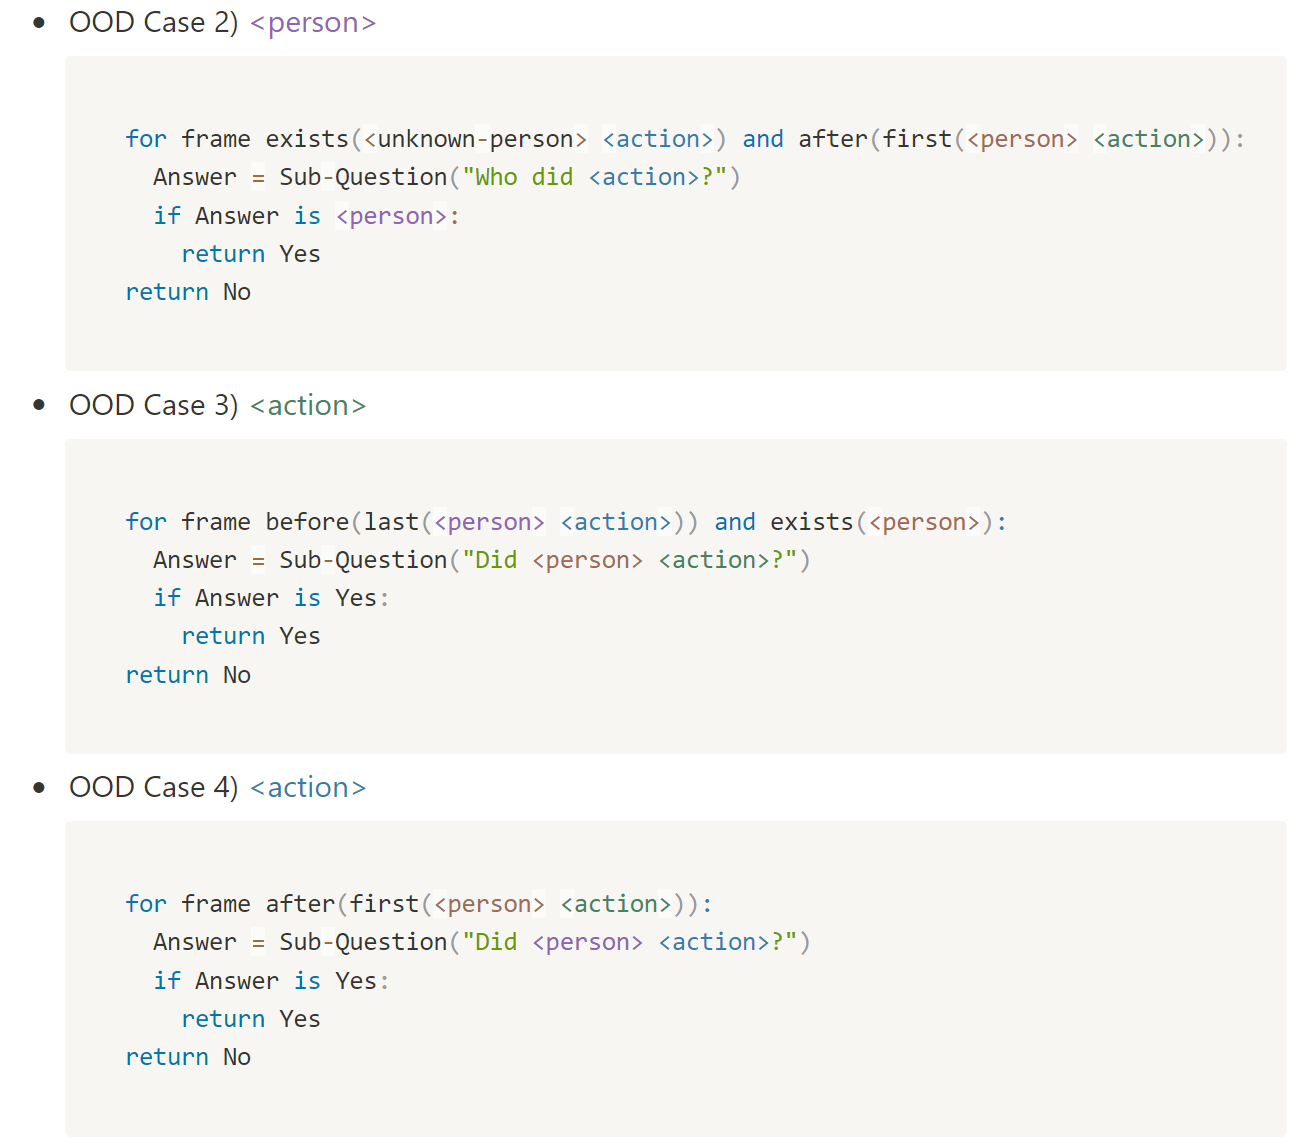 • OOD Case 2) <person>
for frame exists(<unknown-person> <action>) and after(first(<person> <action>)):
  Answer = Sub-Question("Who did <action>?")
  if Answer is <person>:
    return Yes
return No
• OOD Case 3) <action>
for frame before(last(<person> <action>)) and exists(<person>):
  Answer = Sub-Question("Did <person> <action>?")
  if Answer is Yes:
    return Yes
return No
• OOD Case 4) <action>
for frame after(first(<person> <action>)):
  Answer = Sub-Question("Did <person> <action>?")
  if Answer is Yes:
    return Yes
return No